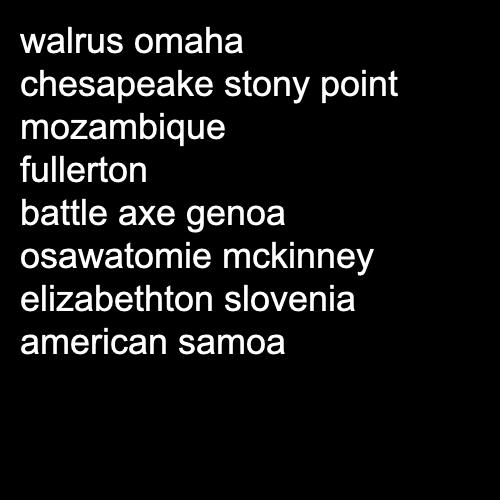 walrus omaha
chesapeake stony point
mozambique
fullerton
battle axe genoa
osawatomie mckinney
elizabethton slovenia
american samoa